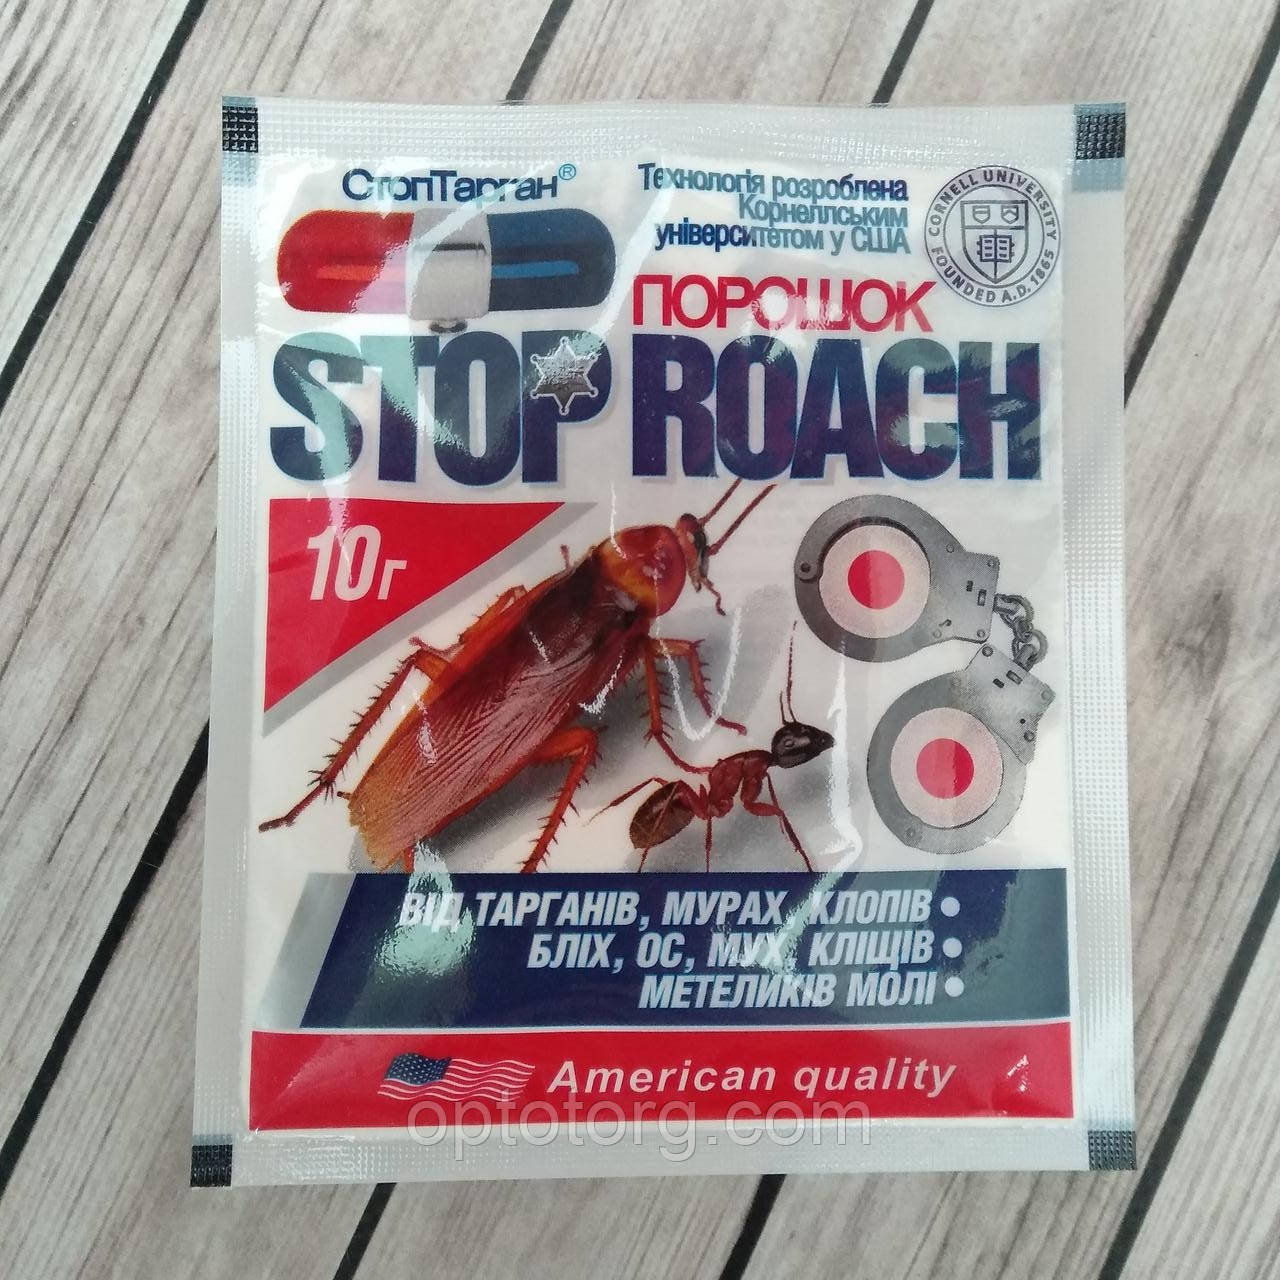 СтопТарган®
Технологія розроблена
Корнеллським
університетом у США
CORNELL UNIVERSITY
FOUNDED A.D. 1865
ПОРОШОК
STOP ROACH
10г
ВІД ТАРГАНІВ, МУРАХ, КЛОПІВ •
БЛІХ, ОС, МУХ, КЛІЩІВ •
МЕТЕЛИКІВ МОЛІ •
American quality
optotorg.com